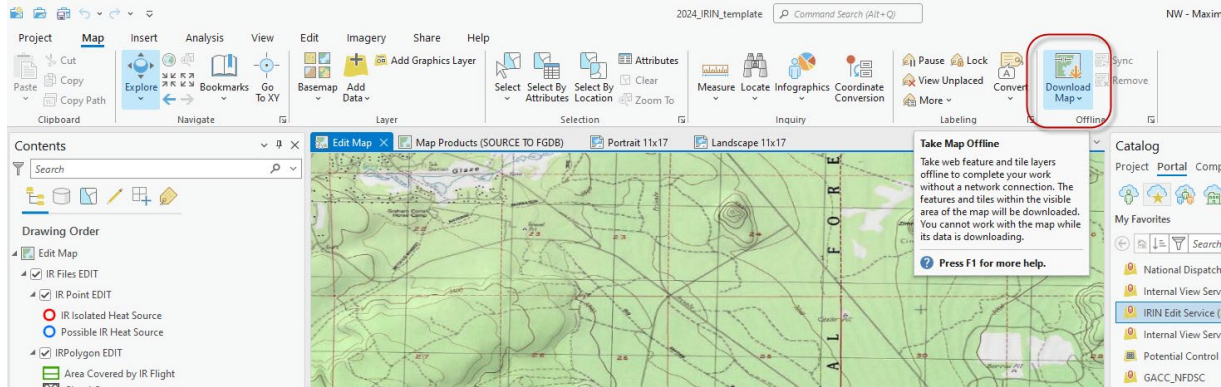 2024_IRIN_template
Command Search (Alt+Q)
NW - Maxim
Project Map Insert Analysis View Edit Imagery Share Help
Paste
Cut
Copy
Copy Path
Clipboard
Explore
Bookmarks
Go
To XY
Navigate
Basemap
Add
Data
Add Graphics Layer
Layer
Select
Select By
Attributes
Select By
Location
Attributes
Clear
Zoom To
Selection
Measure
Locate
Infographics
Coordinate
Conversion
Inquiry
Pause
Lock
View Unplaced
More
Convert
Labeling
Download
Map
Sync
Remove
Offline
Contents
Search
Drawing Order
Edit Map
IR Files EDIT
IR Point EDIT
IR Isolated Heat Source
Possible IR Heat Source
IRPolygon EDIT
Area Covered by IR Flight
Edit Map
Map Products (SOURCE TO FGDB)
Portrait 11x17
Landscape 11x17
Take Map Offline
Take web feature and tile layers
offline to complete your work
without a network connection. The
features and tiles within the visible
area of the map will be downloaded.
You cannot work with the map while
its data is downloading.
Press F1 for more help.
Catalog
Project Portal Comp
My Favorites
Search
National Dispatch
Internal View Serv
IRIN Edit Service (
Internal View Serv
Potential Control
GACC_NFDSC